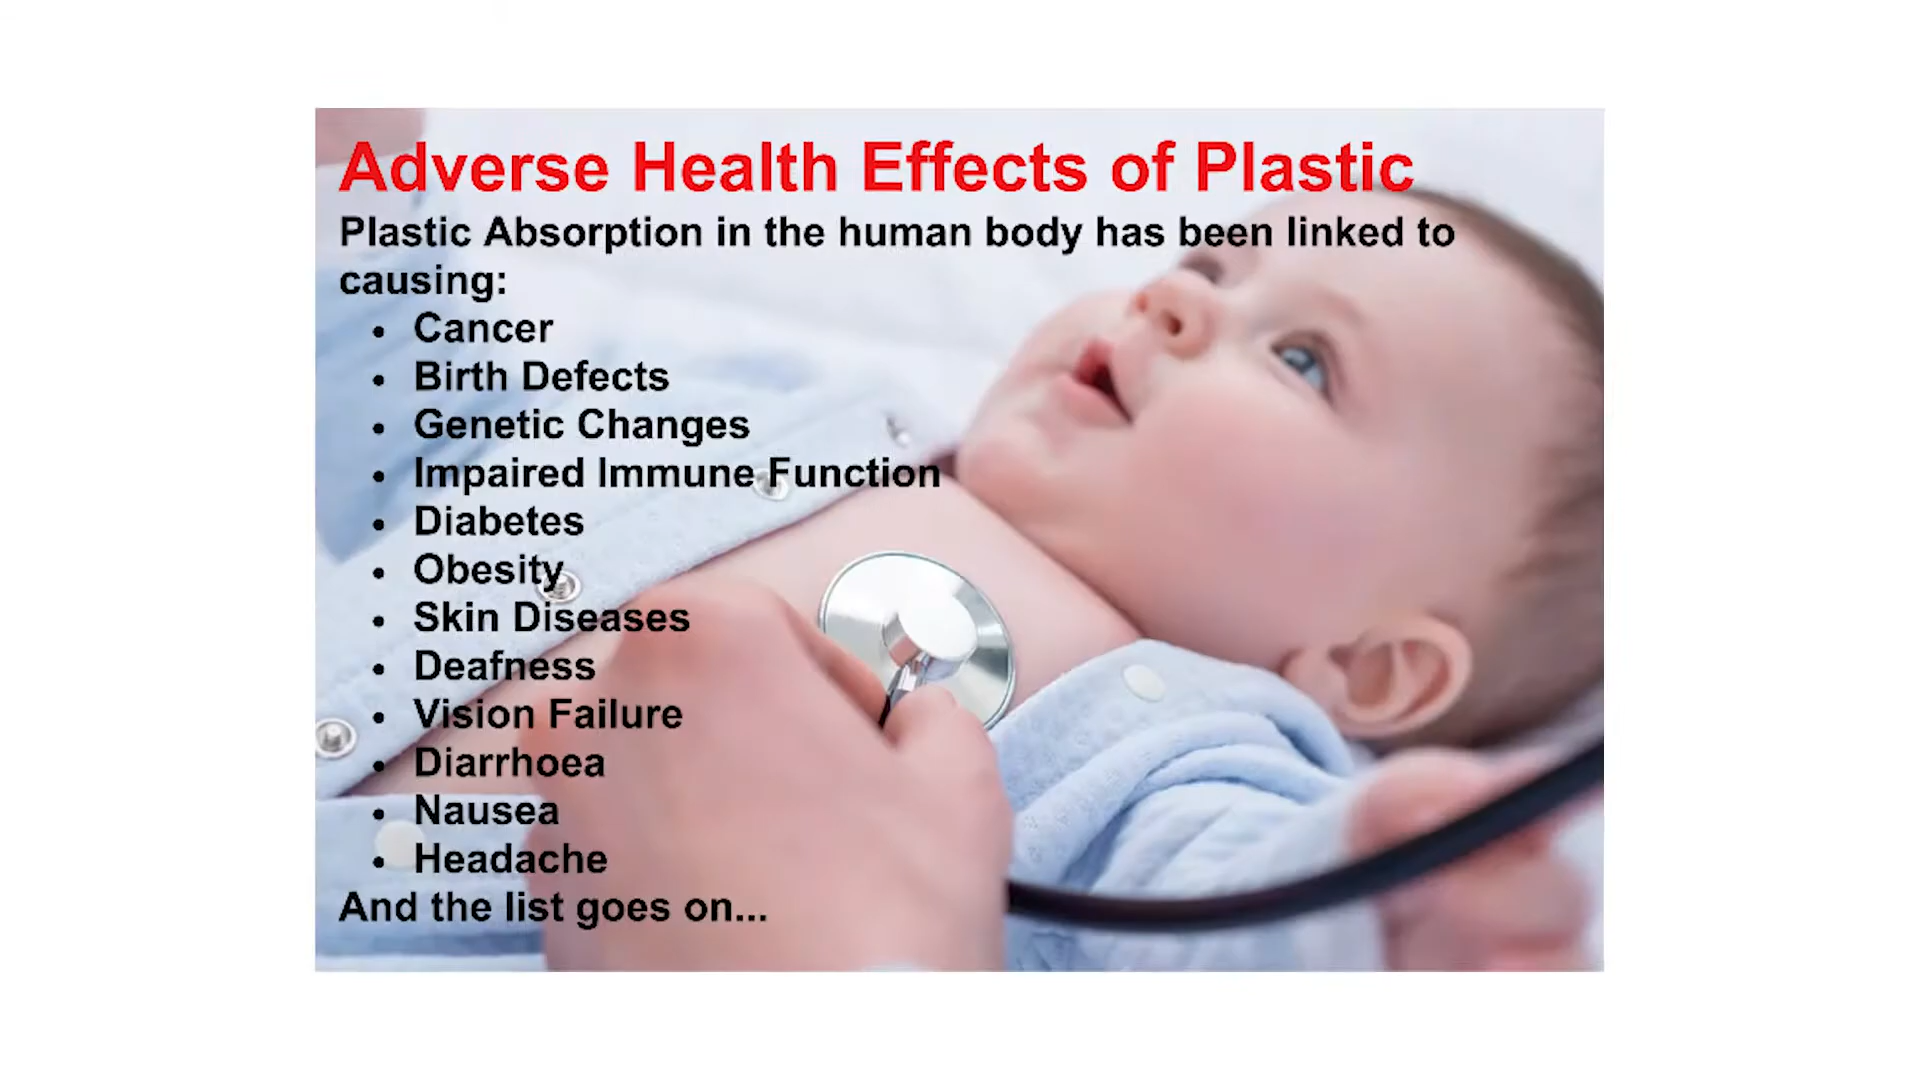 Adverse Health Effects of Plastic
Plastic Absorption in the human body has been linked to
causing:
• Cancer
• Birth Defects
• Genetic Changes
• Impaired Immune Function
• Diabetes
• Obesity
• Skin Diseases
• Deafness
• Vision Failure
• Diarrhoea
• Nausea
• Headache
And the list goes on...